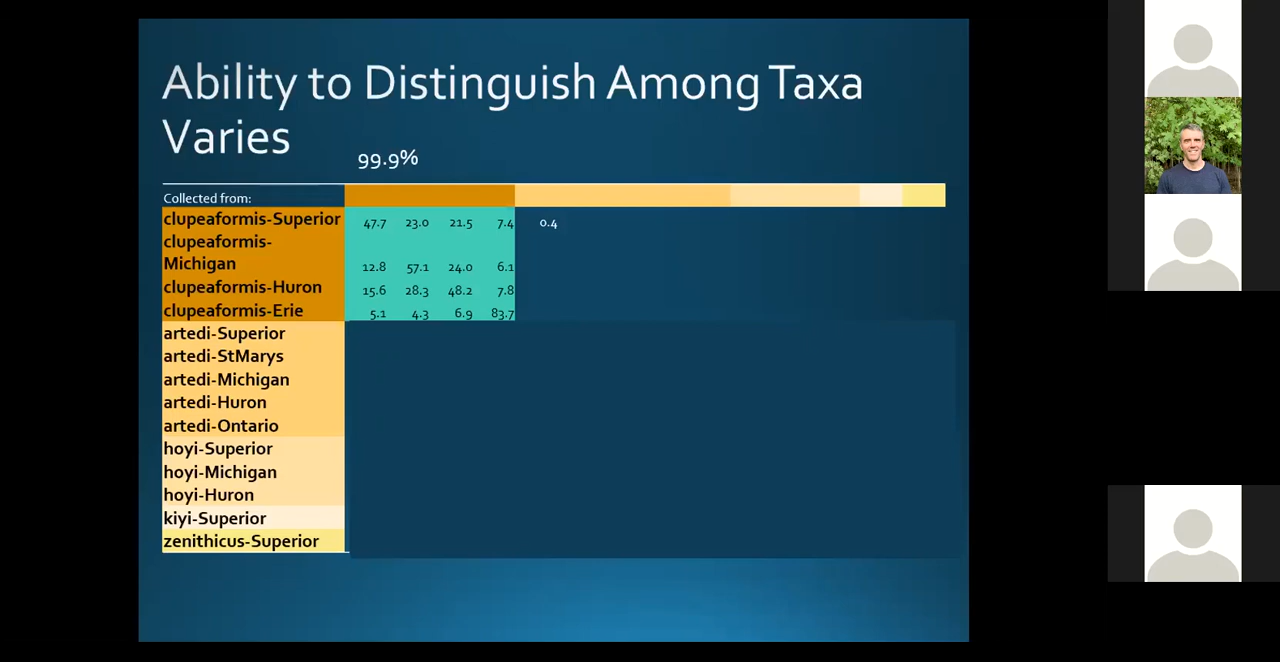 Ability to Distinguish Among Taxa
Varies
99.9%
Collected from:
clupeaformis-Superior 47.7 23.0 21.5 7.4 0.4
clupeaformis-
Michigan 12.8 57.1 24.0 6.1
clupeaformis-Huron 15.6 28.3 48.2 7.8
clupeaformis-Erie 5.1 4.3 6.9 83.7
artedi-Superior
artedi-StMarys
artedi-Michigan
artedi-Huron
artedi-Ontario
hoyi-Superior
hoyi-Michigan
hoyi-Huron
kiyi-Superior
zenithicus-Superior